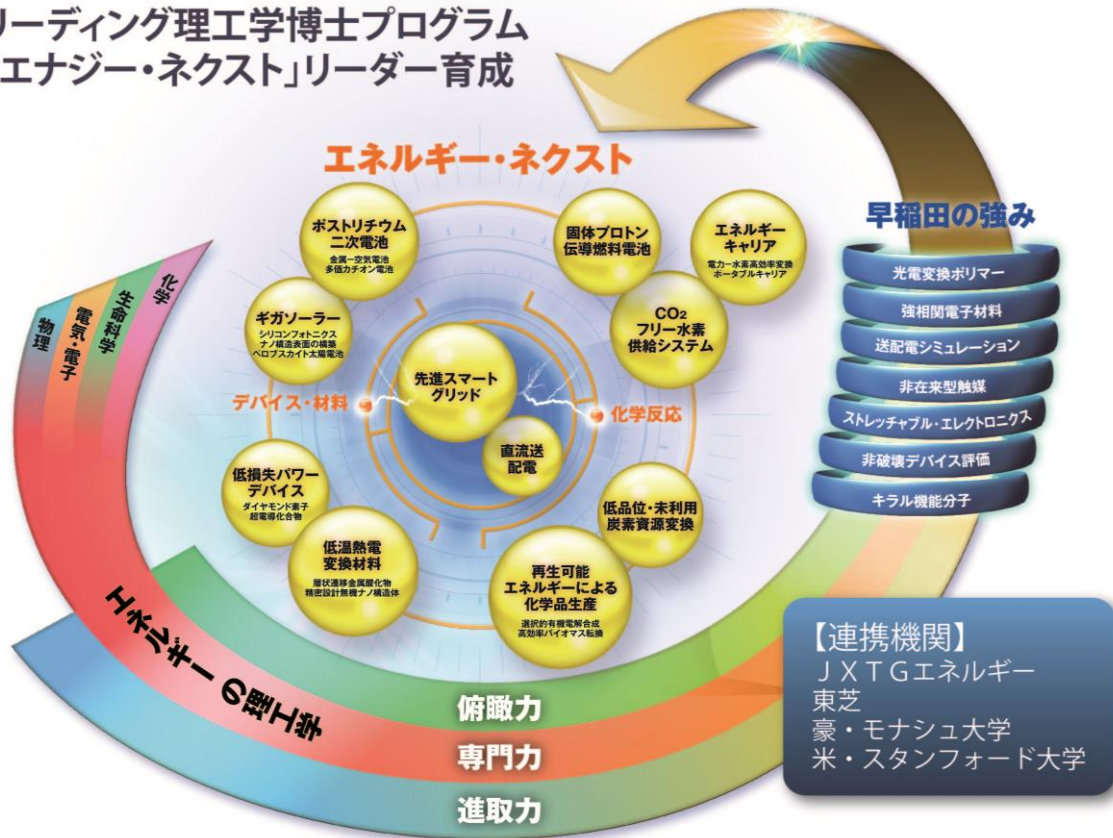 リーディング理工学博士プログラム
エナジー・ネクスト」リーダー育成
エネルギー・ネクスト
早稲田の強み
ポストリチウム
二次電池
金属ー空気電池
多価カチオン電池
固体プロトン
伝導燃料電池
エネルギー
キャリア
電力ー水素高効率変換
ポータブルキャリア
光電変換ポリマー
強相関電子材料
送配電シミュレーション
非在来型触媒
ストレッチャブル・エレクトロニクス
非破壊デバイス評価
キラル機能分子
物理
電気・電子
生命科学
化学
ギガソーラー
シリコンフォトニクス
ナノ構造表面の構築
ペロブスカイト太陽電池
CO2
フリー水素
供給システム
先進スマート
グリッド
デバイス・材料
化学反応
直流送
配電
低損失パワー
デバイス
ダイヤモンド素子
超電導化合物
低品位・未利用
炭素資源変換
低温熱電
変換材料
層状遷移金属酸化物
精密設計無機ナノ構造体
再生可能
エネルギーによる
化学品生産
選択的有機電解合成
高効率バイオマス転換
エネルギーの理工学
俯瞰力
専門力
進取力
【連携機関】
ＪＸＴＧエネルギー
東芝
豪・モナシュ大学
米・スタンフォード大学